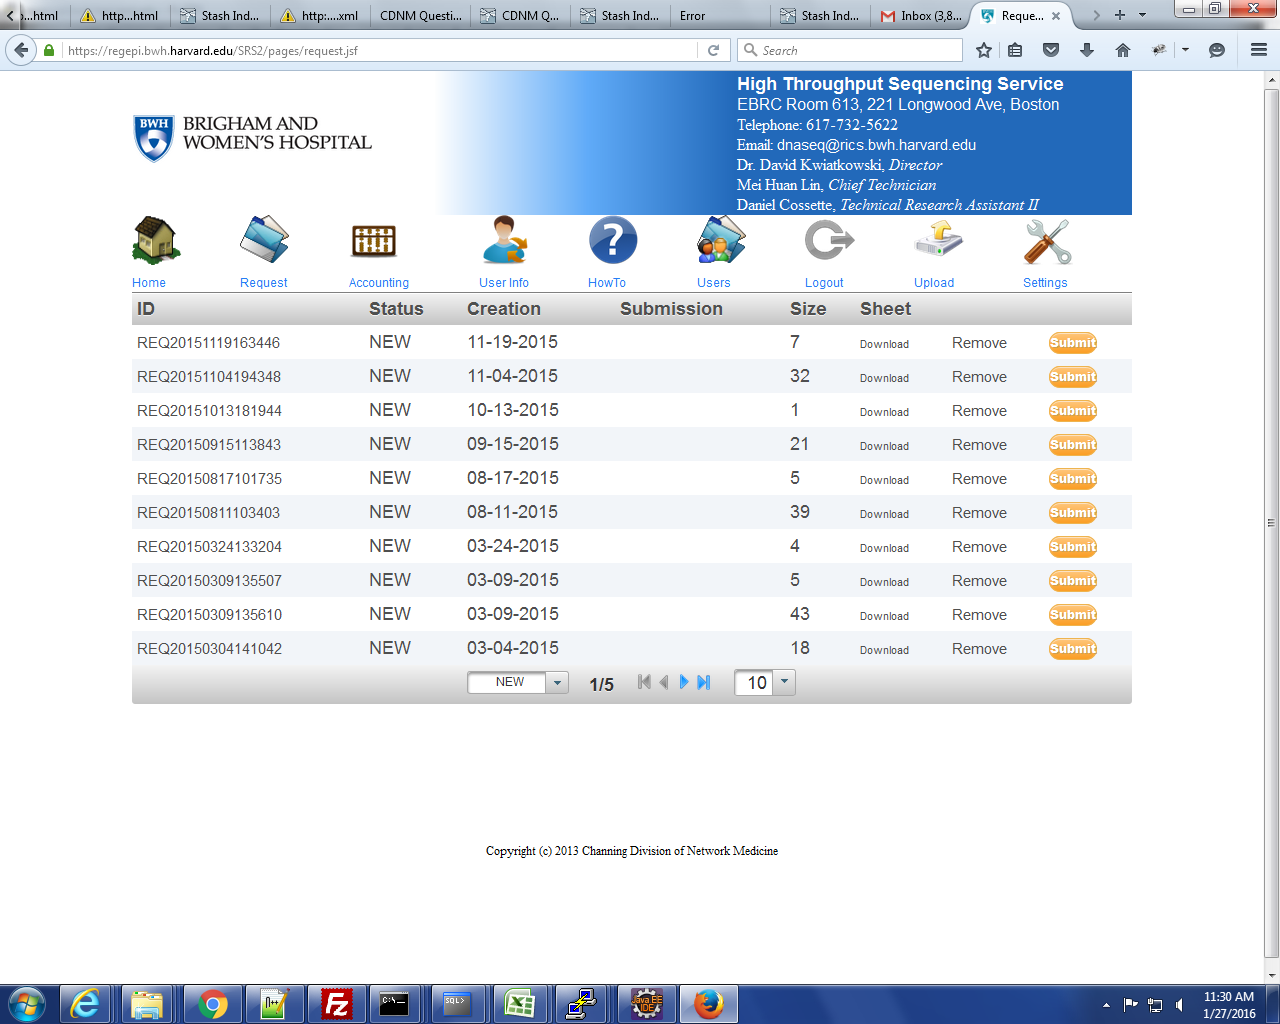 ...html
http...html
Stash Ind...
http:....xml
CDNM Questi...
CDNM Q...
Stash Ind...
Error
Stash Ind...
Inbox (3,8...
Reque...
https://regepi.bwh.harvard.edu/SRS2/pages/request.jsf
Search
BWH
BRIGHAM AND
WOMEN'S HOSPITAL
High Throughput Sequencing Service
EBRC Room 613, 221 Longwood Ave, Boston
Telephone: 617-732-5622
Email: dnaseq@rics.bwh.harvard.edu
Dr. David Kwiatkowski, Director
Mei Huan Lin, Chief Technician
Daniel Cossette, Technical Research Assistant II
Home Request Accounting User Info HowTo Users Logout Upload Settings
ID Status Creation Submission Size Sheet
REQ20151119163446 NEW 11-19-2015 7 Download Remove Submit
REQ20151104194348 NEW 11-04-2015 32 Download Remove Submit
REQ20151013181944 NEW 10-13-2015 1 Download Remove Submit
REQ20150915113843 NEW 09-15-2015 21 Download Remove Submit
REQ20150817101735 NEW 08-17-2015 5 Download Remove Submit
REQ20150811103403 NEW 08-11-2015 39 Download Remove Submit
REQ20150324133204 NEW 03-24-2015 4 Download Remove Submit
REQ20150309135507 NEW 03-09-2015 5 Download Remove Submit
REQ20150309135610 NEW 03-09-2015 43 Download Remove Submit
REQ20150304141042 NEW 03-04-2015 18 Download Remove Submit
NEW 1/5 10
Copyright (c) 2013 Channing Division of Network Medicine
C:\_
SQL>
Java EE
IDE
11:30 AM
1/27/2016